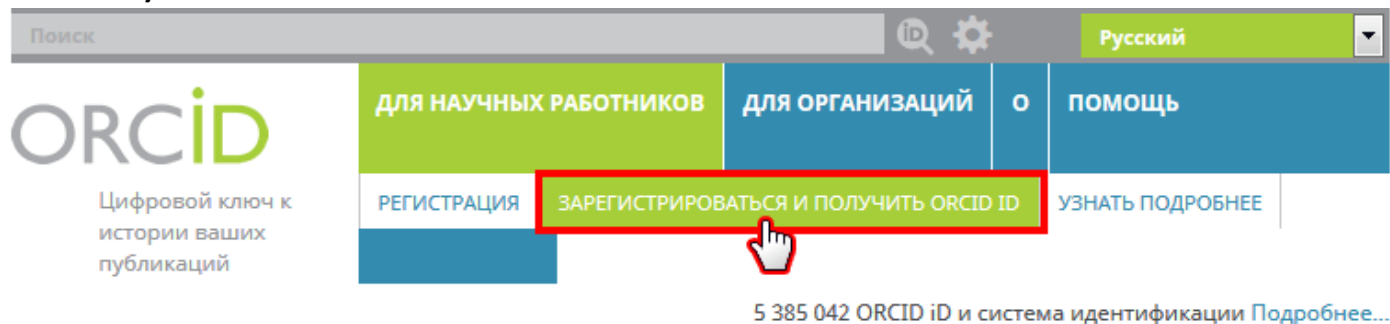 Поиск
iD
Русский
ORCiD
Цифровой ключ к
истории ваших
публикаций
ДЛЯ НАУЧНЫХ РАБОТНИКОВ
ДЛЯ ОРГАНИЗАЦИЙ
О
ПОМОЩЬ
РЕГИСТРАЦИЯ
ЗАРЕГИСТРИРОВАТЬСЯ И ПОЛУЧИТЬ ORCID ID
УЗНАТЬ ПОДРОБНЕЕ
5 385 042 ORCID iD и система идентификации Подробнее...